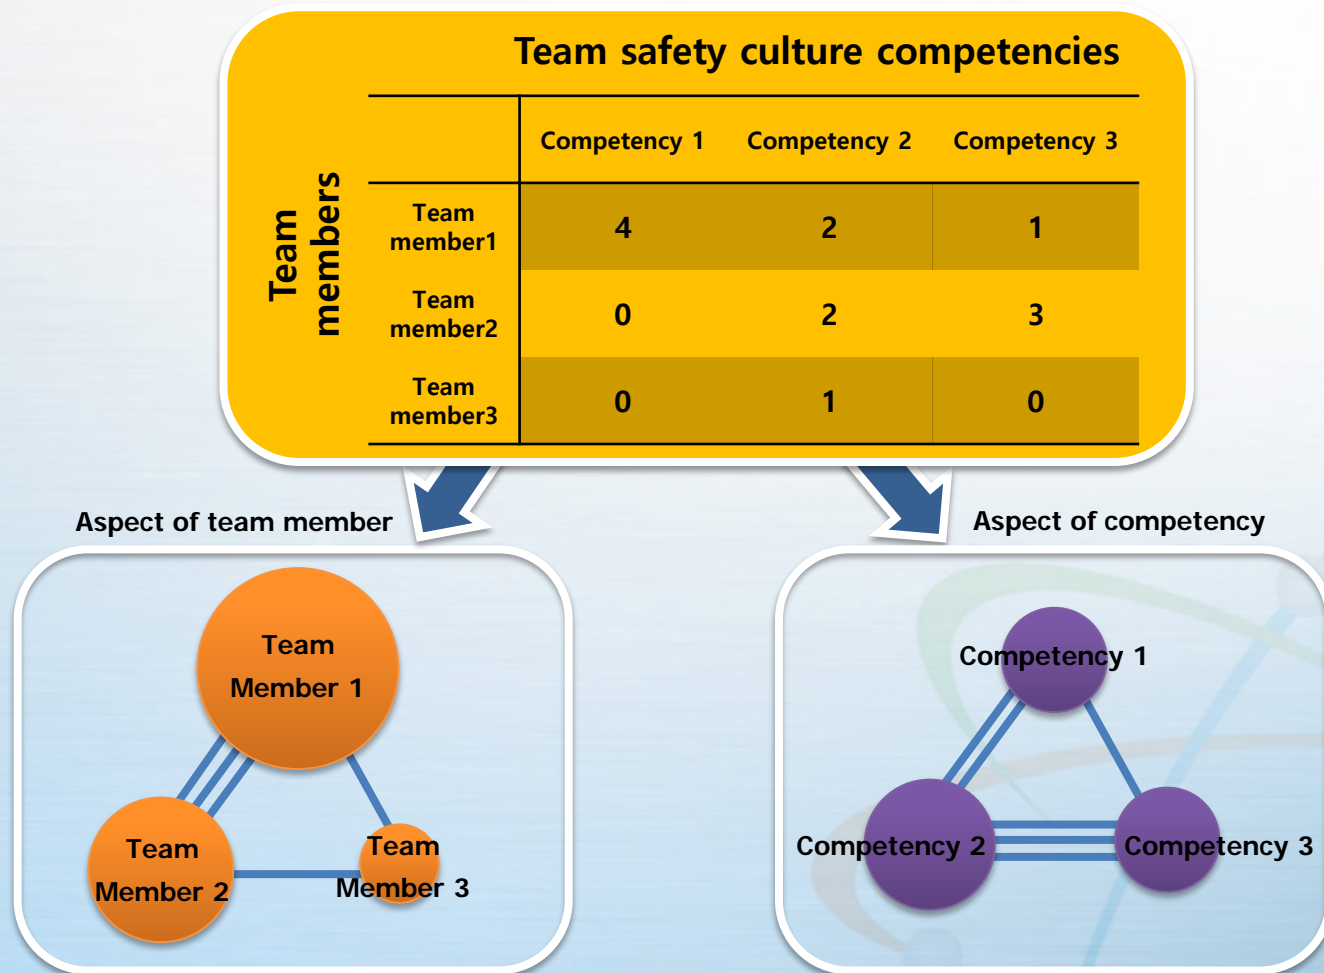 Team safety culture competencies
Team
members
Competency 1 Competency 2 Competency 3
Team
member1
4 2 1
Team
member2
0 2 3
Team
member3
0 1 0
Aspect of team member
Aspect of competency
Team
Member 1
Team
Member 2
Team
Member 3
Competency 1
Competency 2
Competency 3